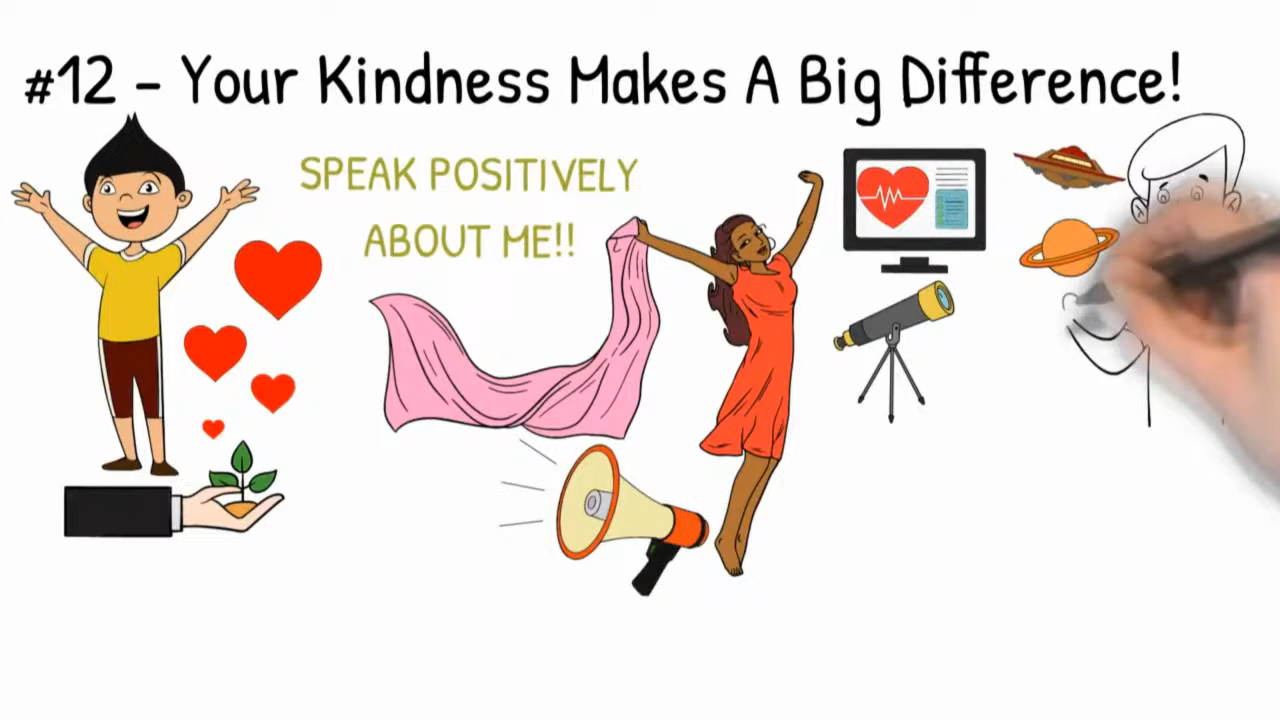 #12 - Your Kindness Makes A Big Difference!
SPEAK POSITIVELY
ABOUT ME!!